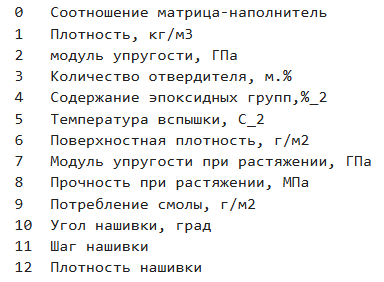 0 Соотношение матрица-наполнитель
1 Плотность, кг/м3
2 модуль упругости, ГПа
3 Количество отвердителя, м.%
4 Содержание эпоксидных групп,%_2
5 Температура вспышки, С_2
6 Поверхностная плотность, г/м2
7 Модуль упругости при растяжении, ГПа
8 Прочность при растяжении, МПа
9 Потребление смолы, г/м2
10 Угол нашивки, град
11 Шаг нашивки
12 Плотность нашивки